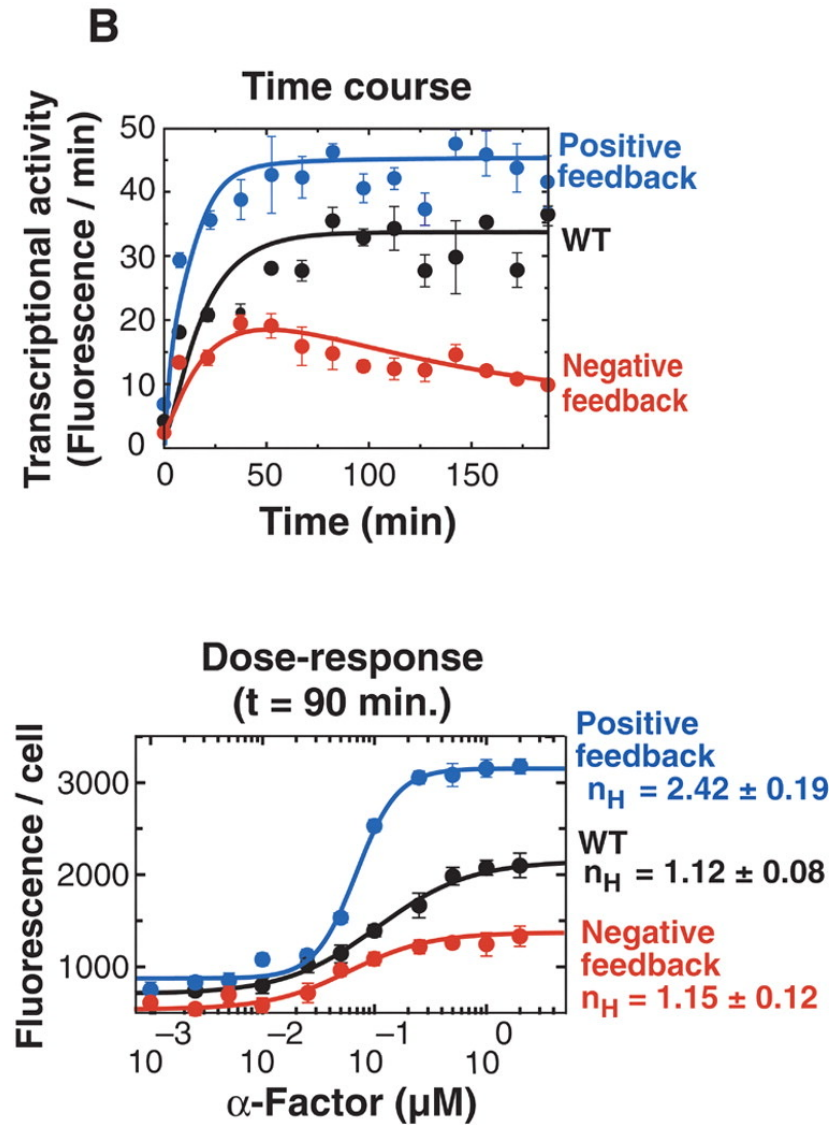 B
Time course
Transcriptional activity
(Fluorescence / min)
50
40
30
20
10
0
0 50 100 150
Time (min)
Positive
feedback
WT
Negative
feedback
Dose-response
(t = 90 min.)
Fluorescence / cell
3000
2000
1000
–3 –2 –1 0
10 10 10 10
α-Factor (µM)
Positive
feedback
nH = 2.42 ± 0.19
WT
nH = 1.12 ± 0.08
Negative
feedback
nH = 1.15 ± 0.12